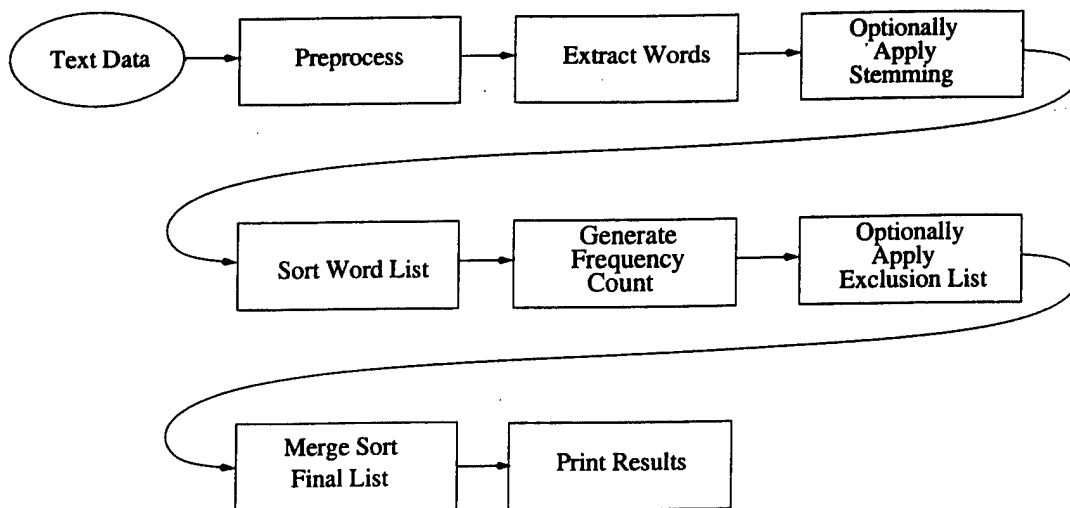 Text Data
Preprocess
Extract Words
Optionally
Apply
Stemming
Sort Word List
Generate
Frequency
Count
Optionally
Apply
Exclusion List
Merge Sort
Final List
Print Results